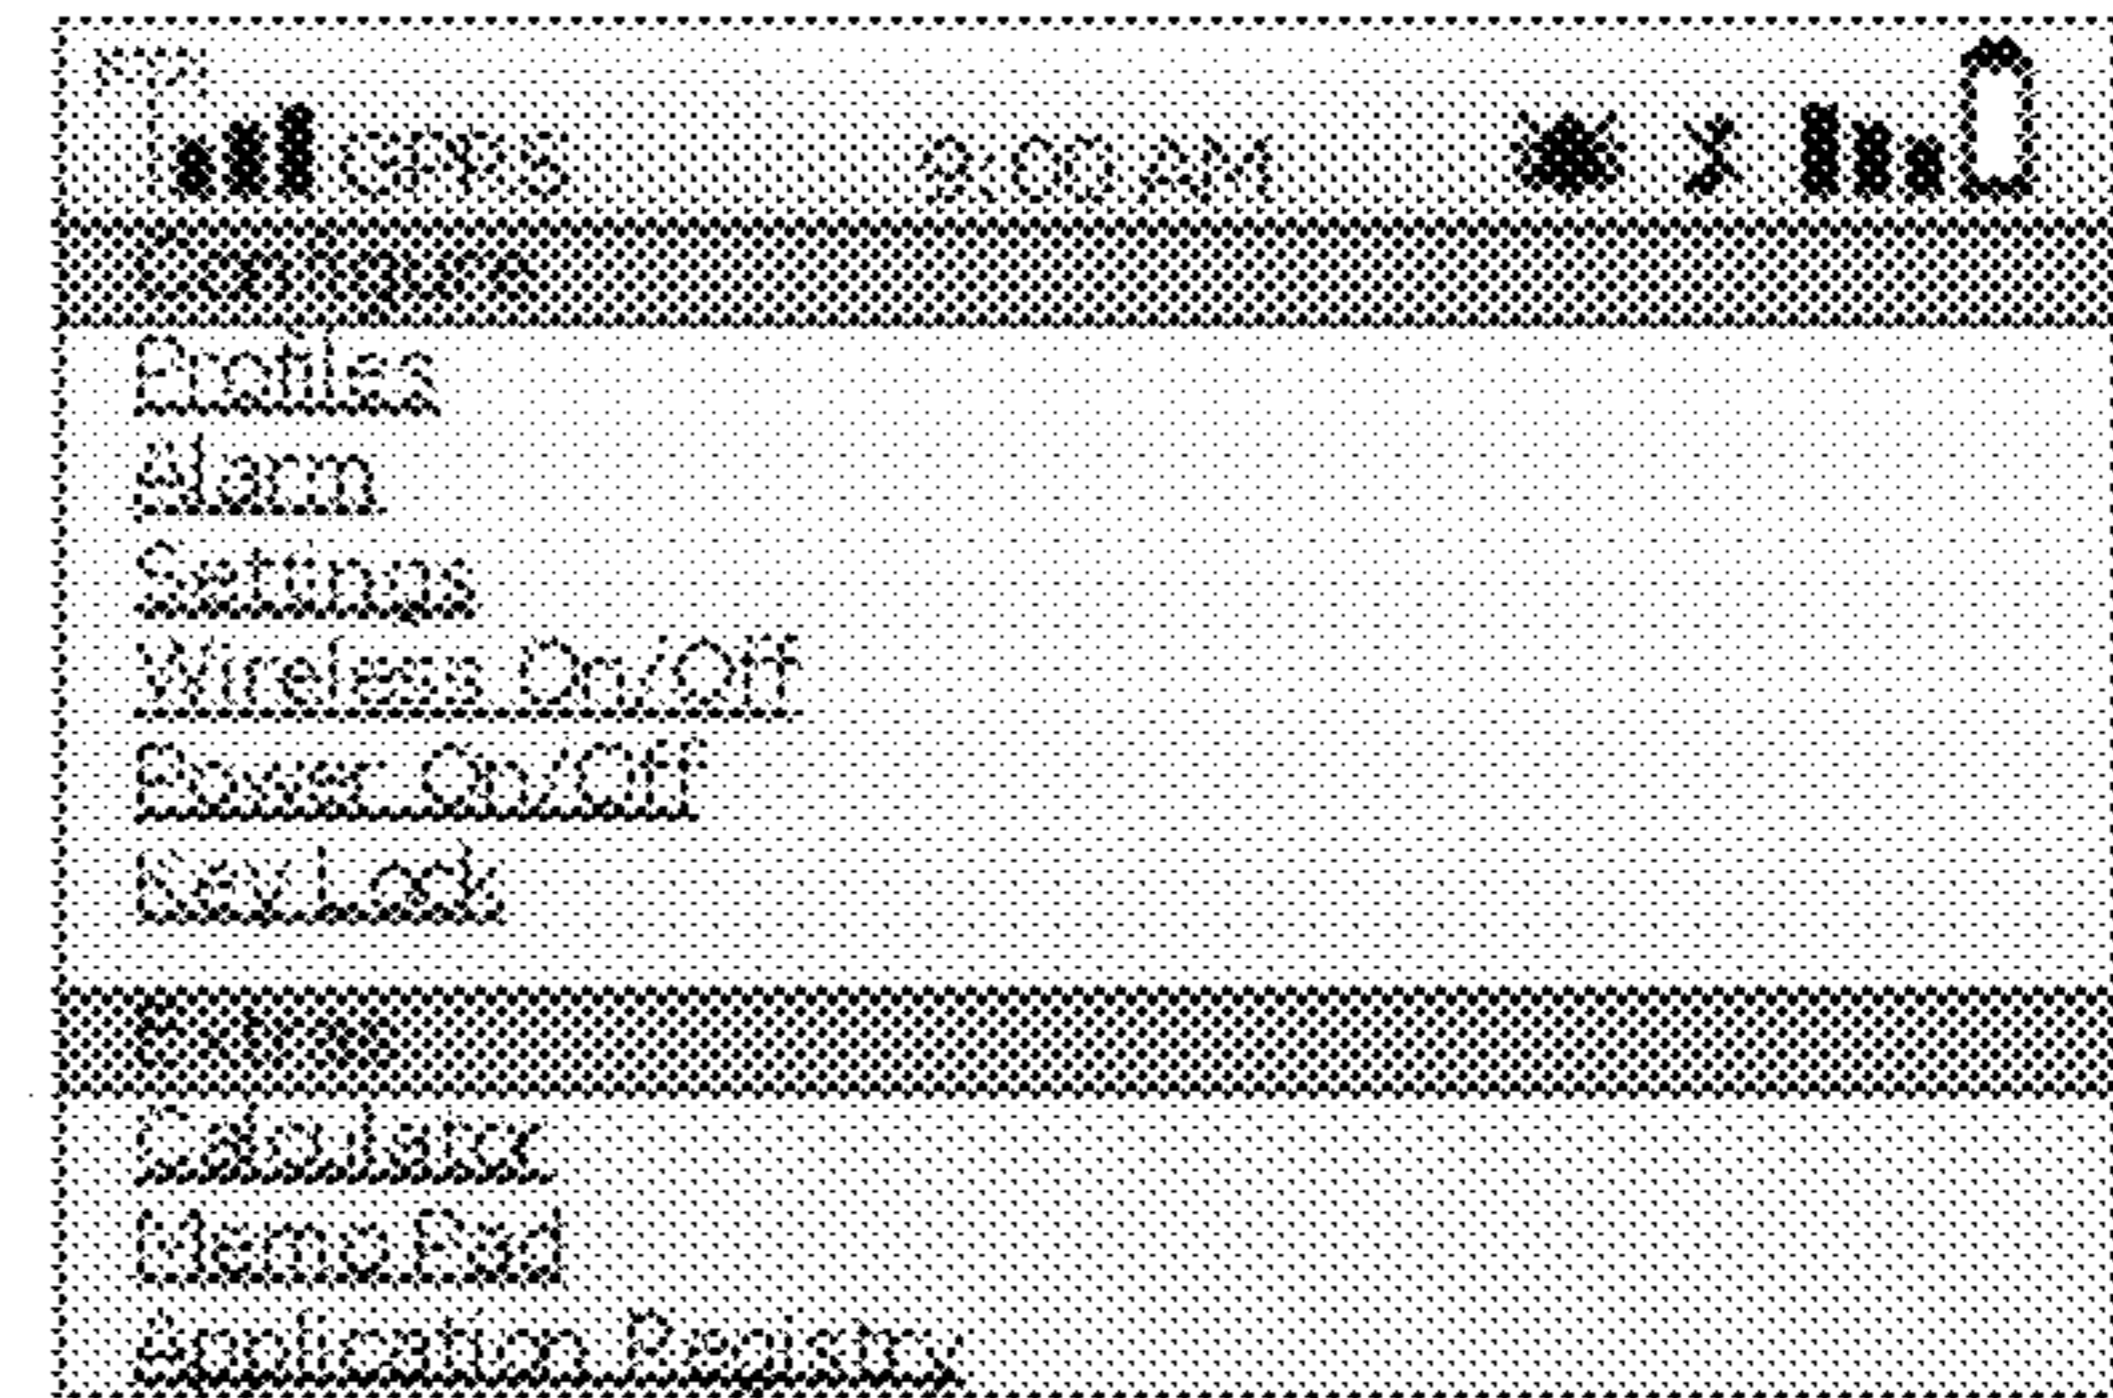 GPRS 9:00 AM
Configure
Profiles
Alarm
Settings
Wireless On/Off
Power On/Off
Key Lock
Extras
Calculator
Memo Pad
Application Registry